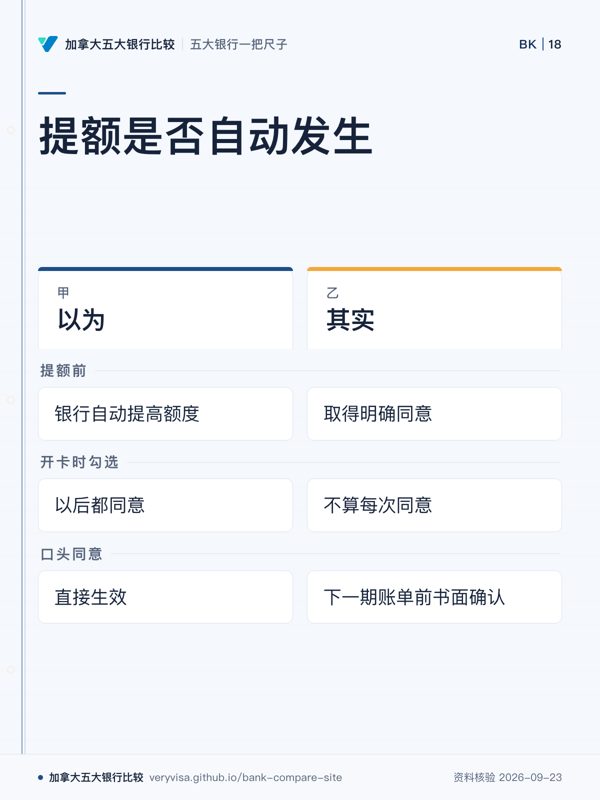 加拿大五大银行比较 五大银行一把尺子 BK 18
提额是否自动发生
甲 乙
以为 其实
提额前
银行自动提高额度 取得明确同意
开卡时勾选
以后都同意 不算每次同意
口头同意
直接生效 下一期账单前书面确认
加拿大五大银行比较 veryvisa.github.io/bank-compare-site 资料核验 2026-09-23